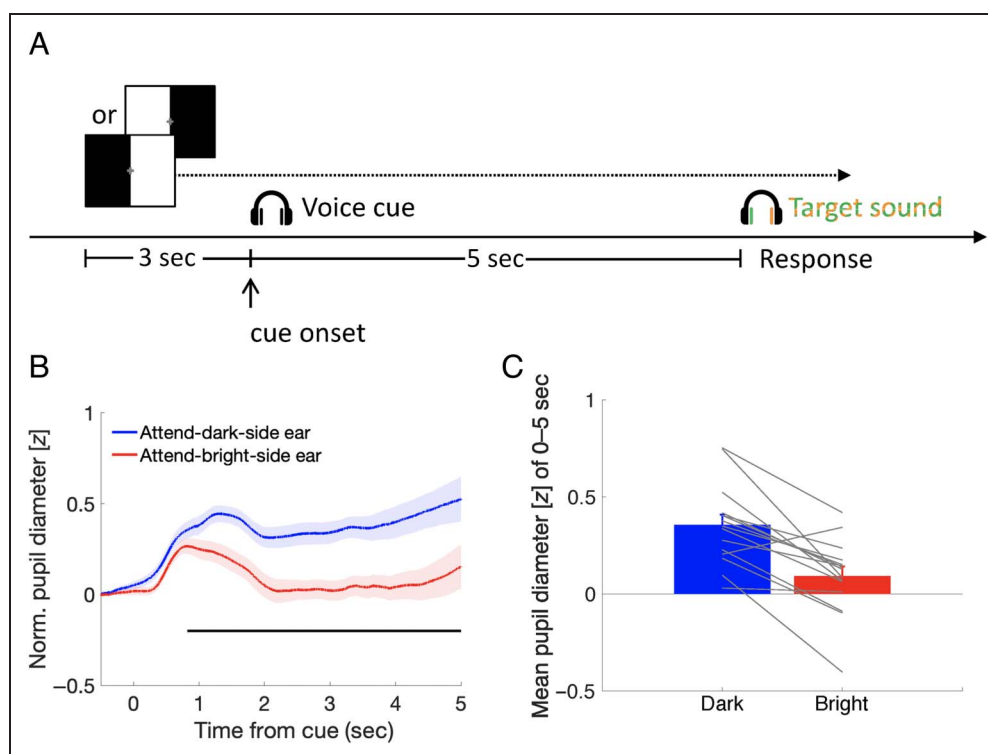 A
or
Voice cue
Target sound
3 sec
5 sec
Response
cue onset
B
Norm. pupil diameter [z]
1
0.5
0
−0.5
Attend-dark-side ear
Attend-bright-side ear
0 1 2 3 4 5
Time from cue (sec)
C
Mean pupil diameter [z] of 0–5 sec
1
0.5
0
−0.5
Dark Bright